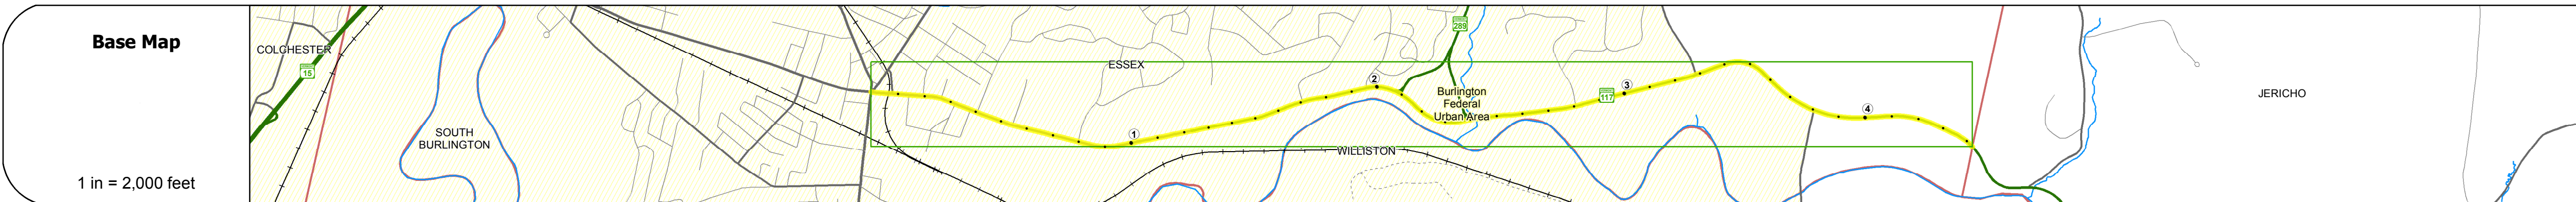 Base Map
1 in = 2,000 feet
COLCHESTER
15
SOUTH
BURLINGTON
ESSEX
1
2
289
Burlington
Federal
Urban Area
WILLISTON
117
3
4
JERICHO